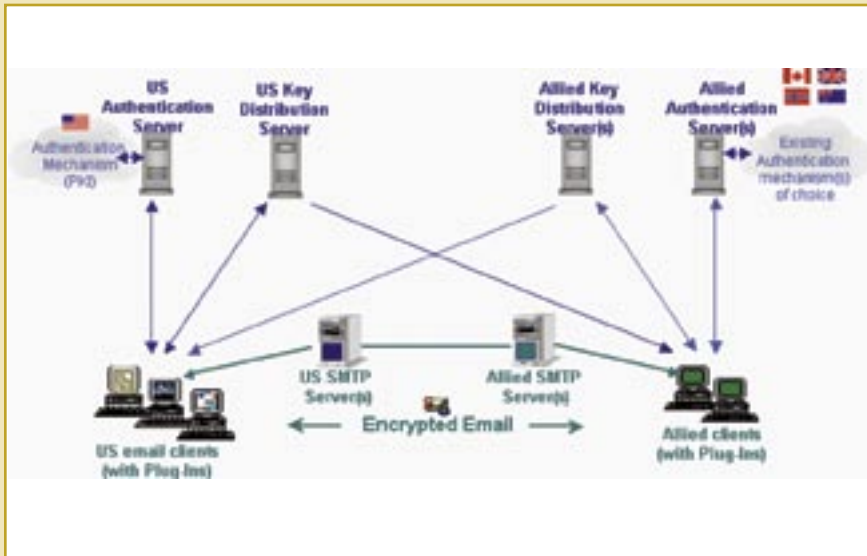 US
Authentication
Server
US Key
Distribution
Server
Allied Key
Distribution
Server(s)
Allied
Authentication
Server(s)
Authentication
Mechanism
Existing
Authentication
mechanism(s)
of choice
US SMTP
Server(s)
Allied SMTP
Server(s)
Encrypted Email
US email clients
(with Plug-Ins)
Allied clients
(with Plug-Ins)